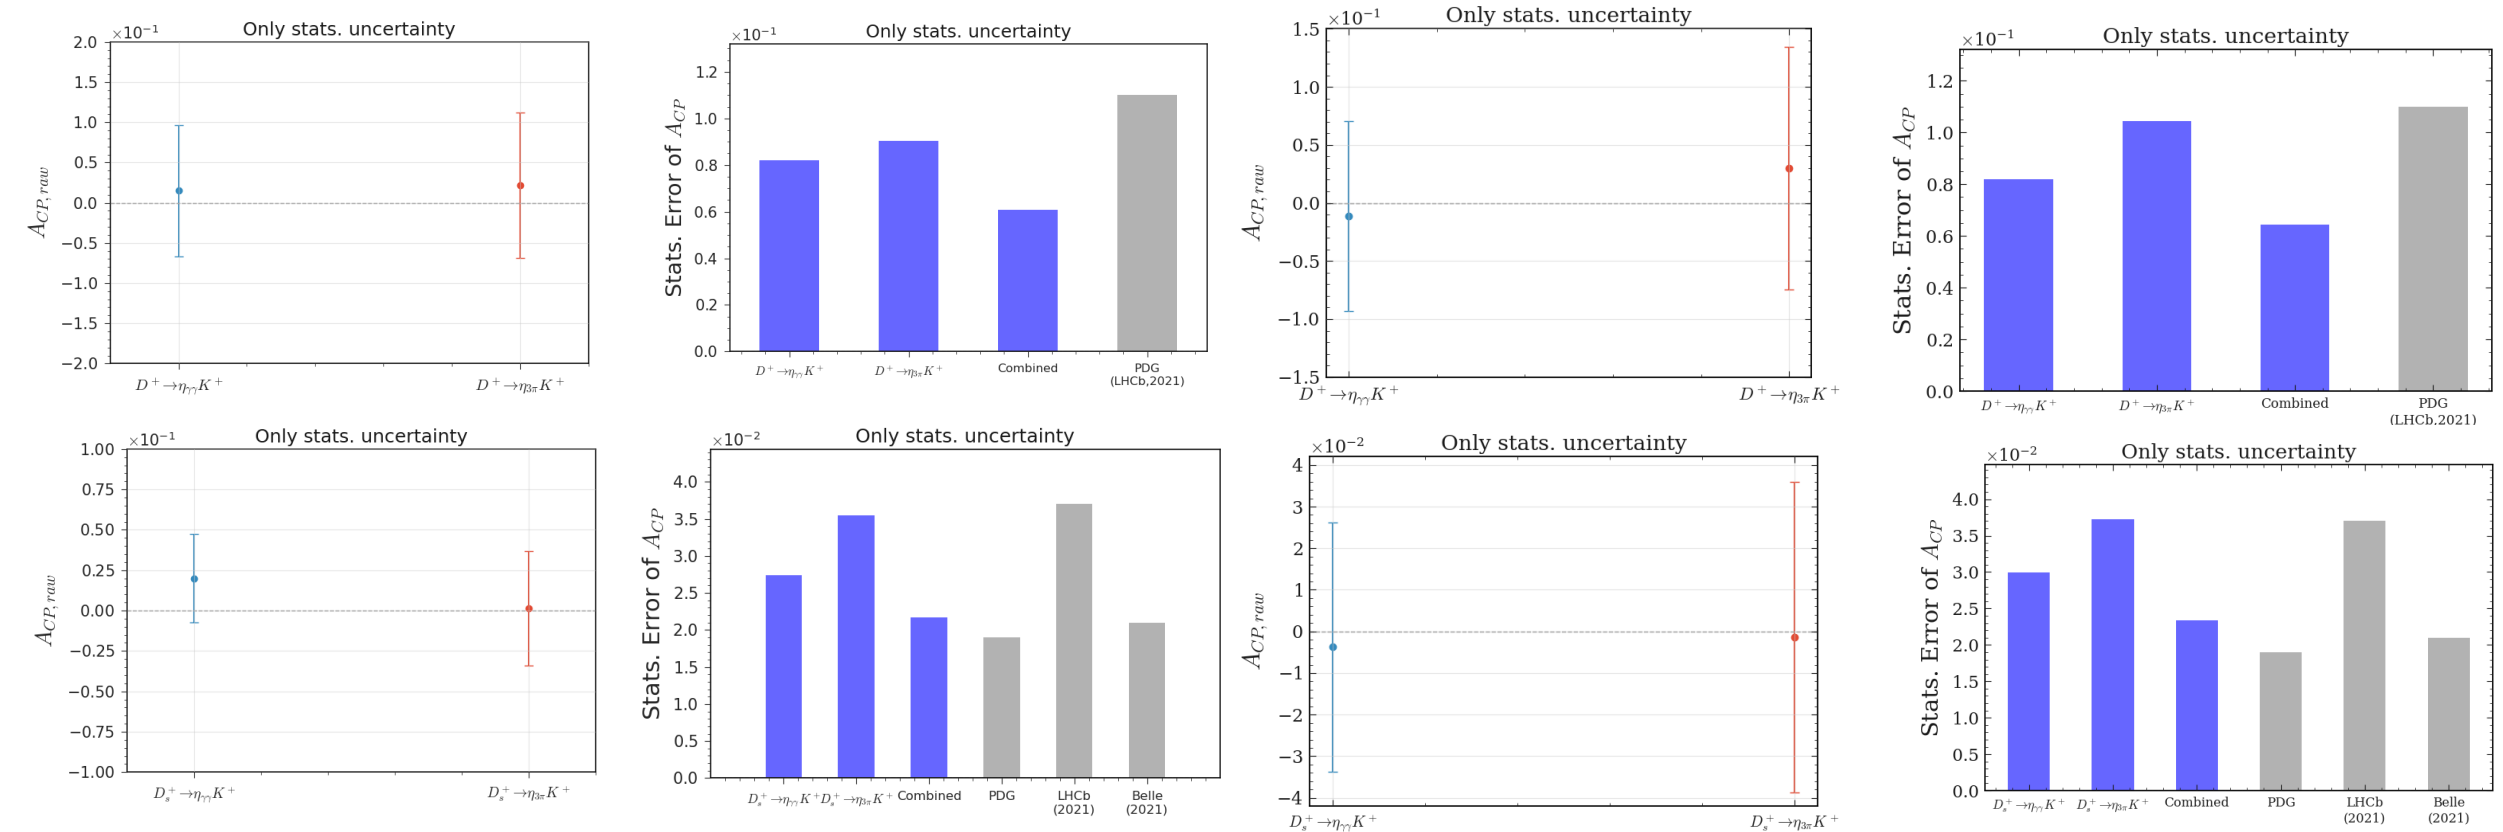 Only stats. uncertainty
×10⁻¹
2.0
1.5
1.0
0.5
0.0
−0.5
−1.0
−1.5
−2.0
A_{CP, raw}
D⁺→η_{γγ}K⁺
D⁺→η_{3π}K⁺
Only stats. uncertainty
×10⁻¹
1.2
1.0
0.8
0.6
0.4
0.2
0.0
Stats. Error of A_{CP}
D⁺→η_{γγ}K⁺
D⁺→η_{3π}K⁺
Combined
PDG
(LHCb,2021)
Only stats. uncertainty
×10⁻¹
1.5
1.0
0.5
0.0
−0.5
−1.0
−1.5
A_{CP, raw}
D⁺→η_{γγ}K⁺
D⁺→η_{3π}K⁺
Only stats. uncertainty
×10⁻¹
1.2
1.0
0.8
0.6
0.4
0.2
0.0
Stats. Error of A_{CP}
D⁺→η_{γγ}K⁺
D⁺→η_{3π}K⁺
Combined
PDG
(LHCb,2021)
Only stats. uncertainty
×10⁻¹
1.00
0.75
0.50
0.25
0.00
−0.25
−0.50
−0.75
−1.00
A_{CP, raw}
D_s⁺→η_{γγ}K⁺
D_s⁺→η_{3π}K⁺
Only stats. uncertainty
×10⁻²
4.0
3.5
3.0
2.5
2.0
1.5
1.0
0.5
0.0
Stats. Error of A_{CP}
D_s⁺→η_{γγ}K⁺
D_s⁺→η_{3π}K⁺
Combined
PDG
LHCb
(2021)
Belle
(2021)
Only stats. uncertainty
×10⁻²
4
3
2
1
0
−1
−2
−3
−4
A_{CP, raw}
D_s⁺→η_{γγ}K⁺
D_s⁺→η_{3π}K⁺
Only stats. uncertainty
×10⁻²
4.0
3.5
3.0
2.5
2.0
1.5
1.0
0.5
0.0
Stats. Error of A_{CP}
D_s⁺→η_{γγ}K⁺
D_s⁺→η_{3π}K⁺
Combined
PDG
LHCb
(2021)
Belle
(2021)